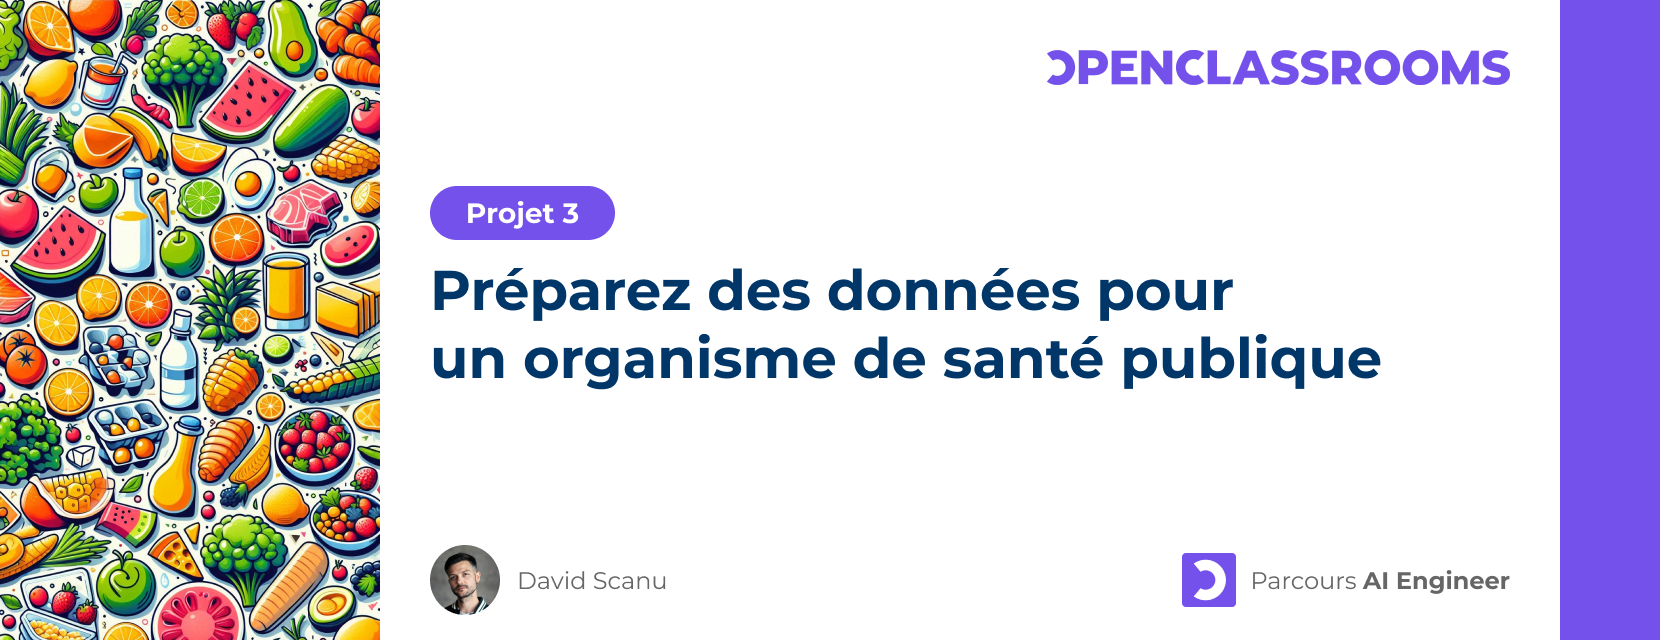 OPENCLASSROOMS
Projet 3
Préparez des données pour
un organisme de santé publique
David Scanu
Parcours AI Engineer